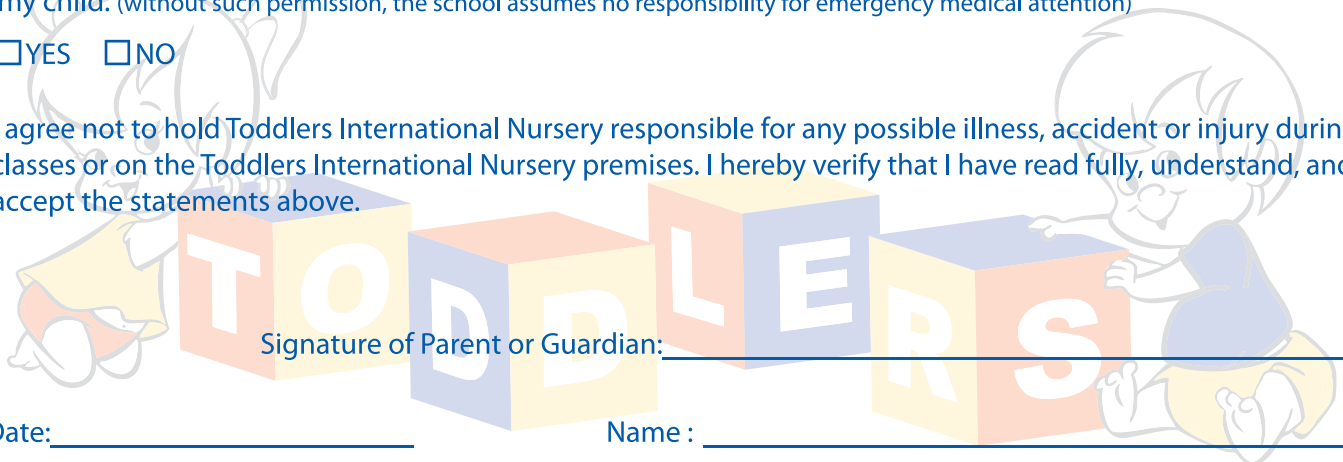 my child. (without such permission, the school assumes no responsibility for emergency medical attention)
☐YES ☐NO
I agree not to hold Toddlers International Nursery responsible for any possible illness, accident or injury durin
classes or on the Toddlers International Nursery premises. I hereby verify that I have read fully, understand, and
accept the statements above.
TODDLERS
Signature of Parent or Guardian:
Date:
Name :